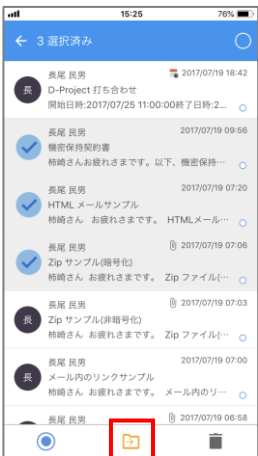 15:25
76%
← 3 選択済み
長尾 民男
2017/07/19 18:42
長
D-Project 打ち合わせ
開始日時:2017/07/25 11:00:00終了日時:2...
長尾 民男
2017/07/19 09:56
機密保持契約書
柿崎さんお疲れさまです。以下、機密保持…
長尾 民男
2017/07/19 07:20
HTML メールサンプル
柿崎さん お疲れさまです。 HTMLメール…
長尾 民男
2017/07/19 07:06
Zip サンプル(暗号化)
柿崎さん お疲れさまです。 Zip ファイル(…
長尾 民男
2017/07/19 07:03
長
Zip サンプル(非暗号化)
柿崎さん お疲れさまです。 Zip ファイル(…
長尾 民男
2017/07/19 07:00
長
メール内のリンクサンプル
柿崎さん お疲れさまです。 メール内のリ…
長尾 民男
2017/07/19 06:58